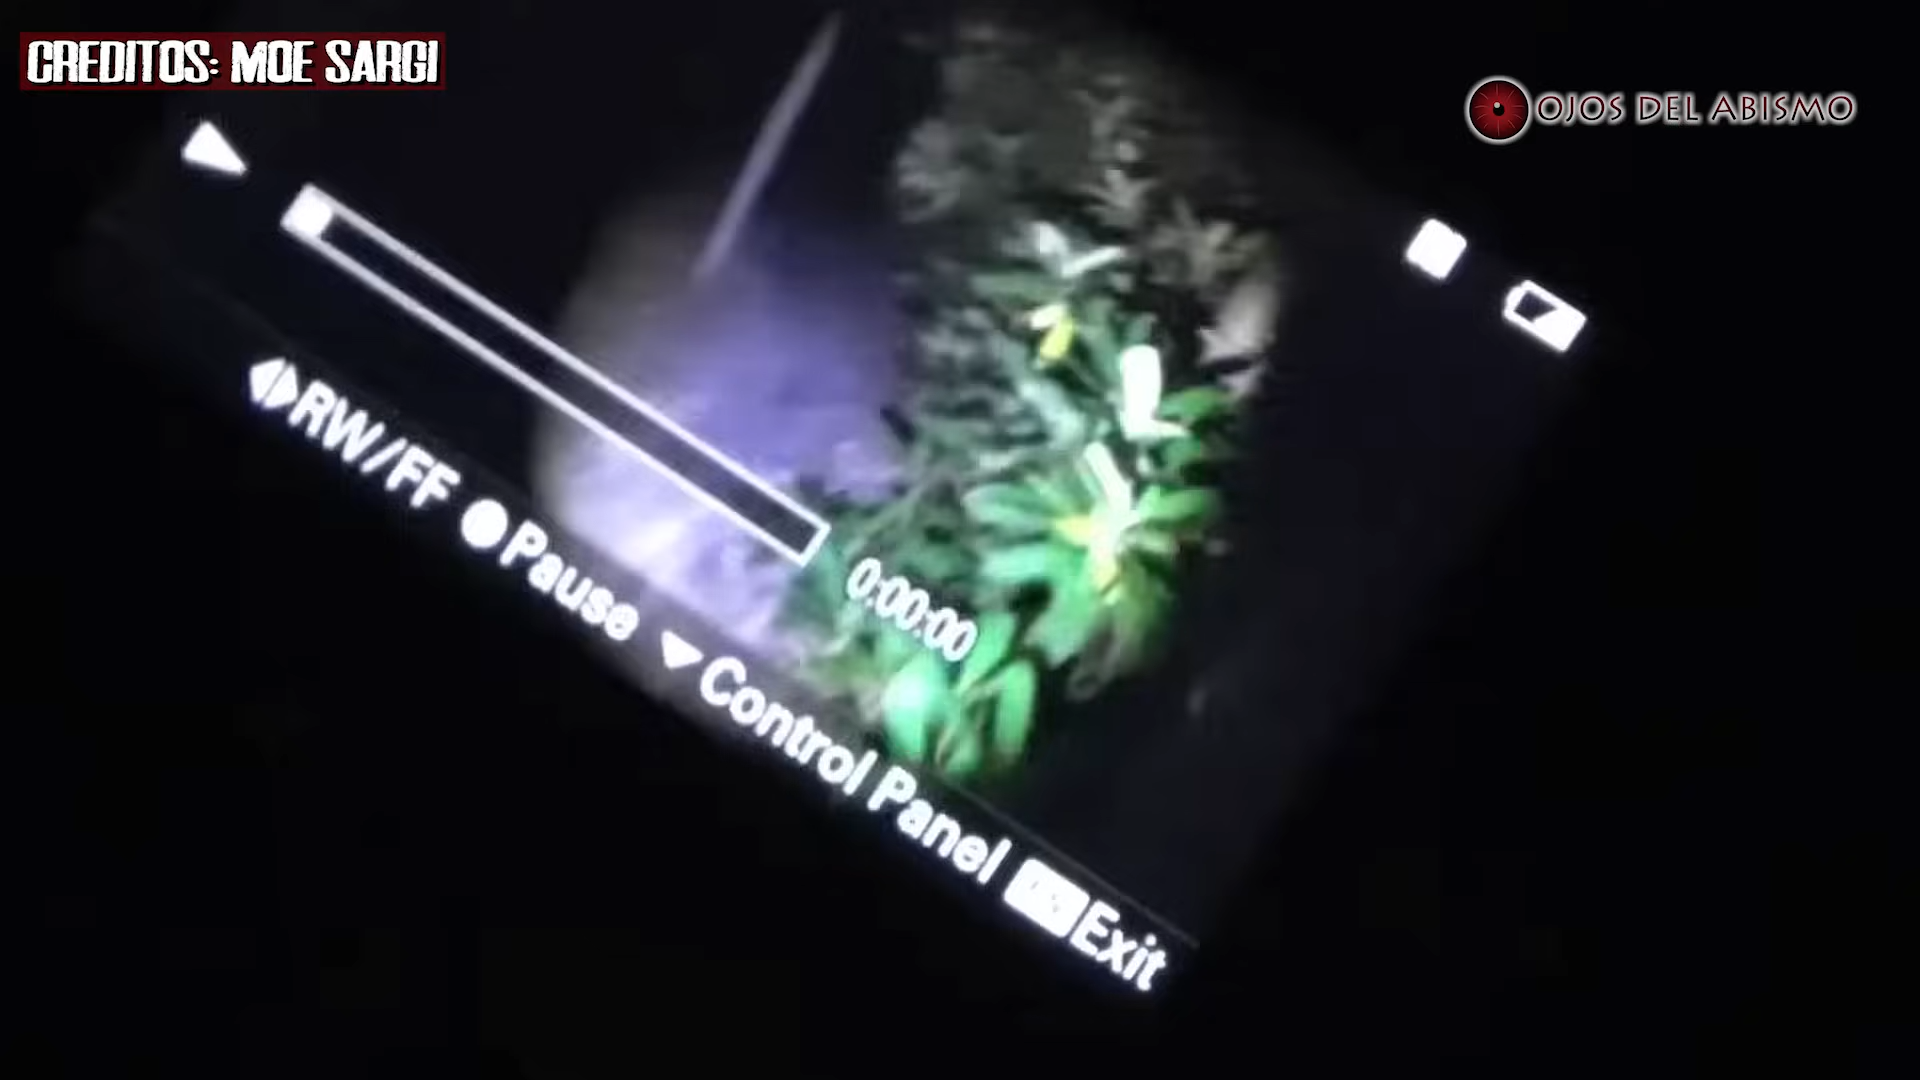 CREDITOS: MOE SARGI
OJOS DEL ABISMO
0:00:00
RW/FF Pause Control Panel Exit